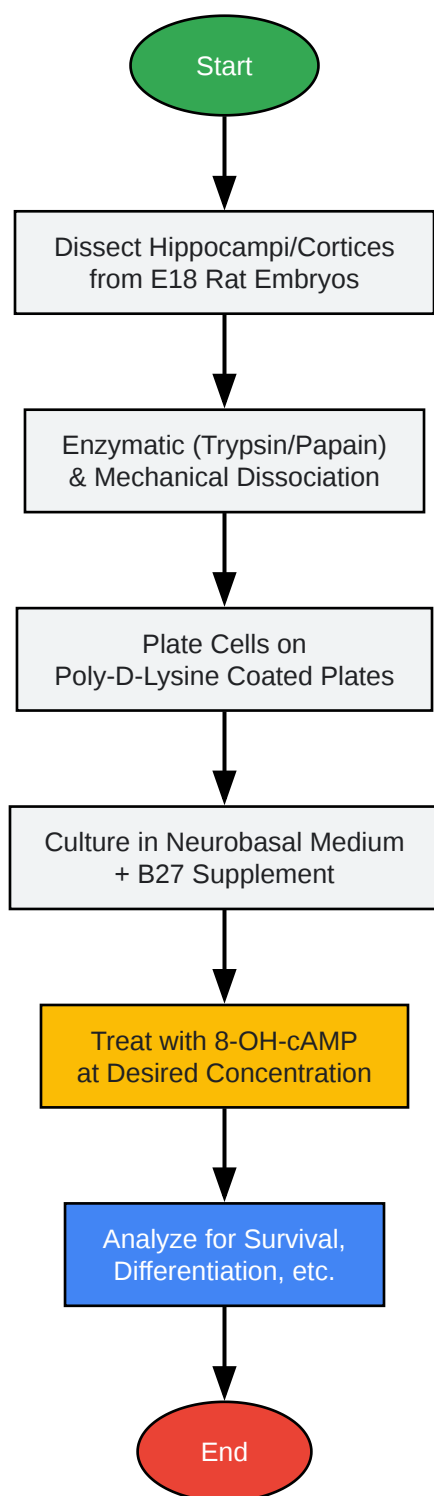 Start
Dissect Hippocampi/Cortices
from E18 Rat Embryos
Enzymatic (Trypsin/Papain)
& Mechanical Dissociation
Plate Cells on
Poly-D-Lysine Coated Plates
Culture in Neurobasal Medium
+ B27 Supplement
Treat with 8-OH-cAMP
at Desired Concentration
Analyze for Survival,
Differentiation, etc.
End